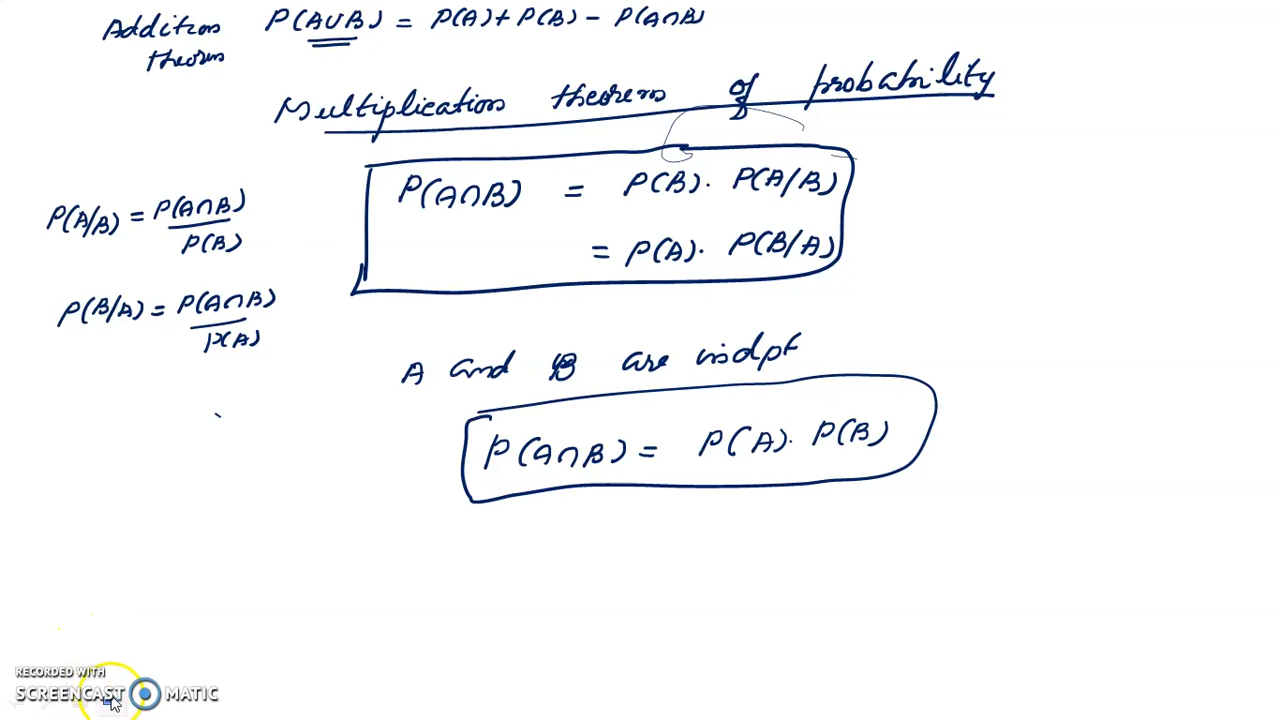 Addition P(A∪B) = P(A)+P(B) - P(A∩B)
theorem
Multiplication theorem of probability
P(A∩B) = P(B). P(A/B)
P(A/B) = P(A∩B)/P(B)
= P(A). P(B/A)
P(B/A) = P(A∩B)/P(A)
A and B are indpt
P(A∩B) = P(A). P(B)
RECORDED WITH
SCREENCAST MATIC